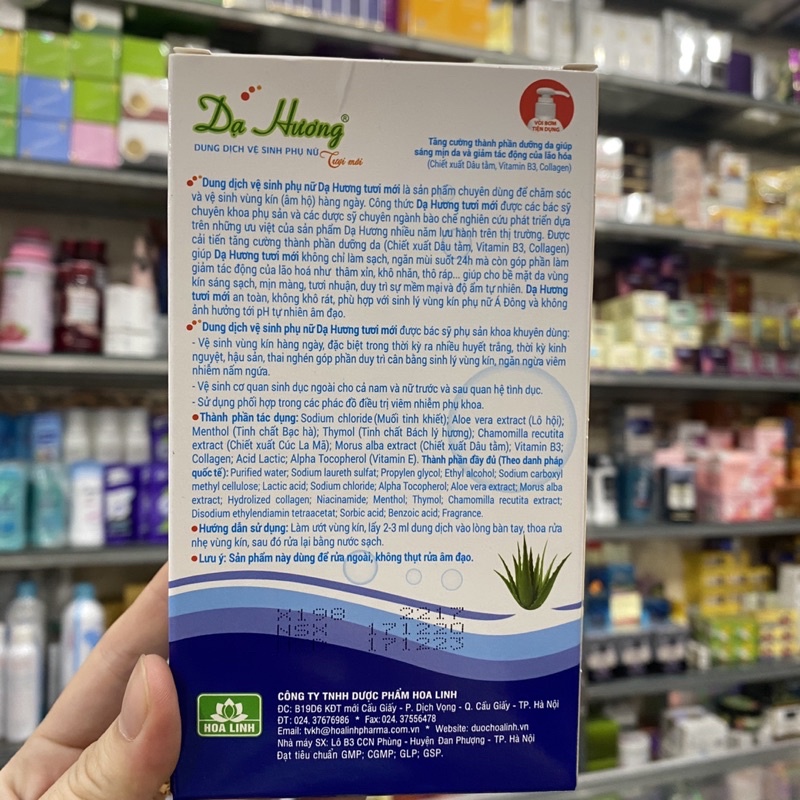 Dạ Hương®
DUNG DỊCH VỆ SINH PHỤ NỮ
Tươi mới
VÒI BƠM
TIỆN DỤNG
Tăng cường thành phần dưỡng da giúp
sáng mịn da và giảm tác động của lão hóa
(Chiết xuất Dâu tằm, Vitamin B3, Collagen)
Dung dịch vệ sinh phụ nữ Dạ Hương tươi mới là sản phẩm chuyên dùng để chăm sóc
và vệ sinh vùng kín (âm hộ) hàng ngày. Công thức Dạ Hương tươi mới được các bác sỹ
chuyên khoa phụ sản và các dược sỹ chuyên ngành bào chế nghiên cứu phát triển dựa
trên những ưu việt của sản phẩm Dạ Hương nhiều năm lưu hành trên thị trường. Được
cải tiến tăng cường thành phần dưỡng da (Chiết xuất Dâu tằm, Vitamin B3, Collagen)
giúp Dạ Hương tươi mới không chỉ làm sạch, ngăn mùi suốt 24h mà còn góp phần làm
giảm tác động của lão hoá như thâm xỉn, khô nhăn, thô ráp... giúp cho bề mặt da vùng
kín sáng sạch, mịn màng, tươi nhuận, duy trì sự mềm mại và độ ẩm tự nhiên. Dạ Hương
tươi mới an toàn, không khô rát, phù hợp với sinh lý vùng kín phụ nữ Á Đông và không
ảnh hưởng tới pH tự nhiên âm đạo.
Dung dịch vệ sinh phụ nữ Dạ Hương tươi mới được bác sỹ phụ sản khoa khuyên dùng:
- Vệ sinh vùng kín hàng ngày, đặc biệt trong thời kỳ ra nhiều huyết trắng, thời kỳ kinh
nguyệt, hậu sản, thai nghén góp phần duy trì cân bằng sinh lý vùng kín, ngăn ngừa viêm
nhiễm nấm ngứa.
- Vệ sinh cơ quan sinh dục ngoài cho cả nam và nữ trước và sau quan hệ tình dục.
- Sử dụng phối hợp trong các phác đồ điều trị viêm nhiễm phụ khoa.
Thành phần tác dụng: Sodium chloride (Muối tinh khiết); Aloe vera extract (Lô hội);
Menthol (Tinh chất Bạc hà); Thymol (Tinh chất Bách lý hương); Chamomilla recutita
extract (Chiết xuất Cúc La Mã); Morus alba extract (Chiết xuất Dâu tằm); Vitamin B3;
Collagen; Acid Lactic; Alpha Tocopherol (Vitamin E). Thành phần đầy đủ (Theo danh pháp
quốc tế): Purified water; Sodium laureth sulfat; Propylen glycol; Ethyl alcohol; Sodium carboxyl
methyl cellulose; Lactic acid; Sodium chloride; Alpha Tocopherol; Aloe vera extract; Morus alba
extract; Hydrolized collagen; Niacinamide; Menthol; Thymol; Chamomilla recutita extract;
Disodium ethylendiamin tetraacetat; Sorbic acid; Benzoic acid; Fragrance.
Hướng dẫn sử dụng: Làm ướt vùng kín, lấy 2-3 ml dung dịch vào lòng bàn tay, thoa rửa
nhẹ vùng kín, sau đó rửa lại bằng nước sạch.
Lưu ý: Sản phẩm này dùng để rửa ngoài, không thụt rửa âm đạo.
X198 2217
NSX 171220
171223
HOA LINH
CÔNG TY TNHH DƯỢC PHẨM HOA LINH
ĐC: B19D6 KĐT mới Cầu Giấy - P. Dịch Vọng - Q. Cầu Giấy - TP. Hà Nội
ĐT: 024. 37676986 * Fax: 024. 37556478
Email: tvkh@hoalinhpharma.com.vn * Website: duochoalinh.vn
Nhà máy SX: Lô B3 CCN Phùng - Huyện Đan Phượng - TP. Hà Nội
Đạt tiêu chuẩn GMP; CGMP; GLP; GSP.